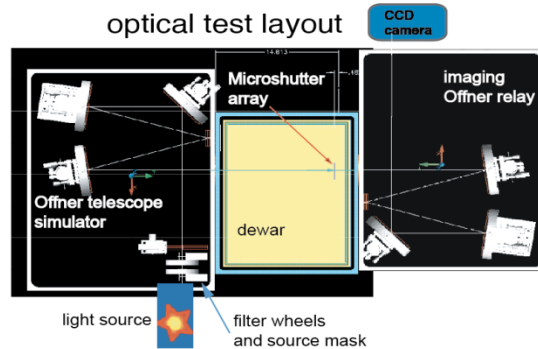 optical test layout
CCD
camera
14.813
Microshutter
array
imaging
Offner relay
Offner telescope
simulator
dewar
light source
filter wheels
and source mask